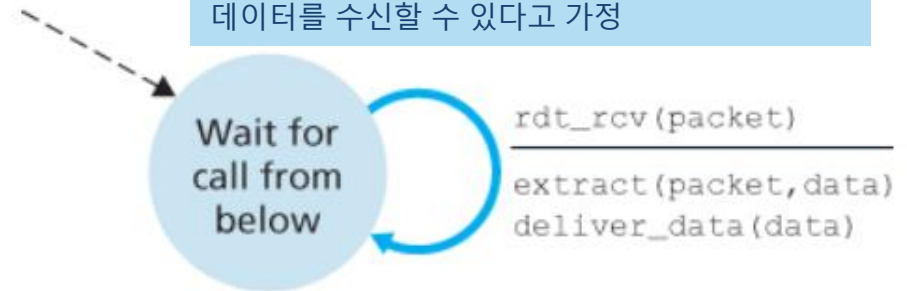 데이터를 수신할 수 있다고 가정
Wait for
call from
below
rdt_rcv(packet)
extract(packet,data)
deliver_data(data)